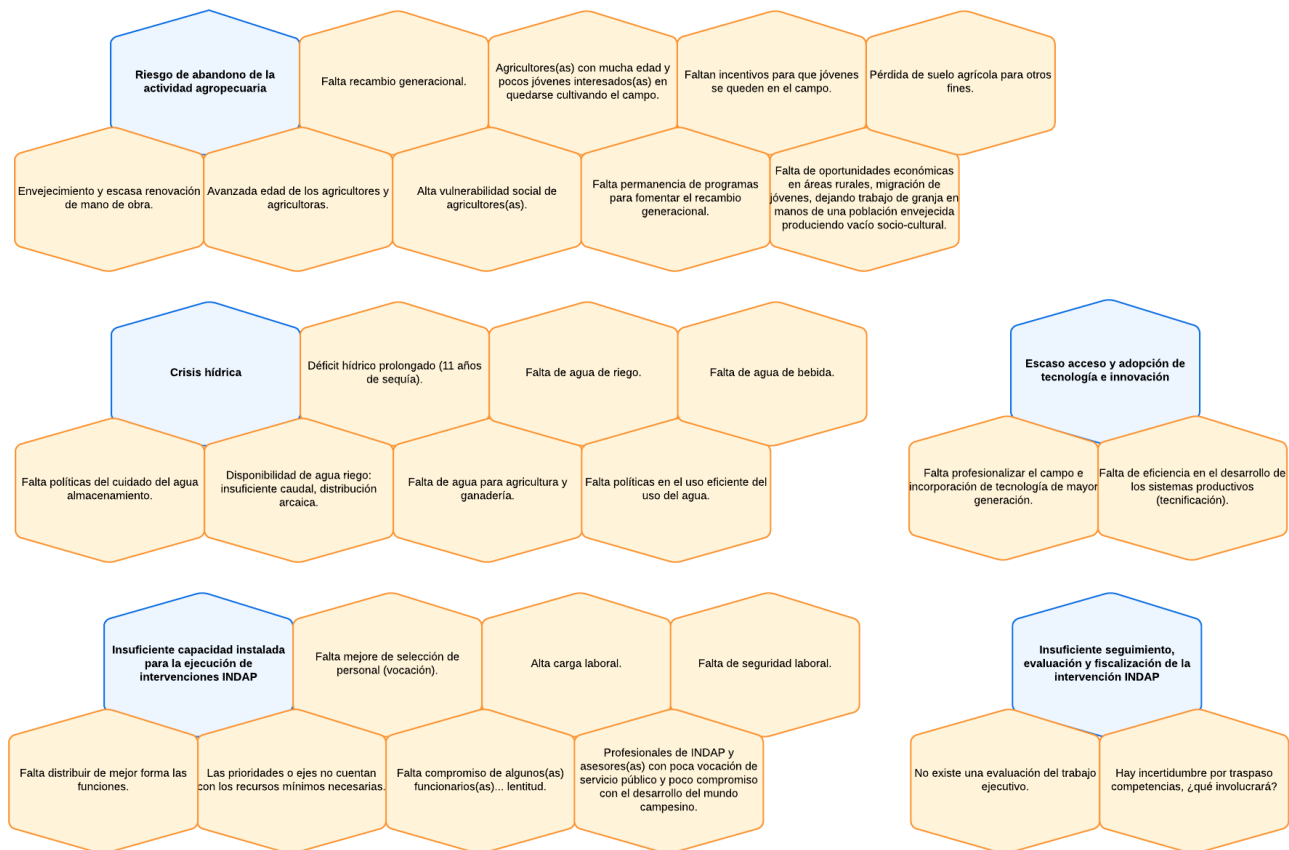 Riesgo de abandono de la
actividad agropecuaria
Falta recambio generacional.
Agricultores(as) con mucha edad y
pocos jóvenes interesados(as) en
quedarse cultivando el campo.
Faltan incentivos para que jóvenes
se queden en el campo.
Pérdida de suelo agrícola para otros
fines.
Envejecimiento y escasa renovación
de mano de obra.
Avanzada edad de los agricultores y
agricultoras.
Alta vulnerabilidad social de
agricultores(as).
Falta permanencia de programas
para fomentar el recambio
generacional.
Falta de oportunidades económicas
en áreas rurales, migración de
jóvenes, dejando trabajo de granja en
manos de una población envejecida
produciendo vacío socio-cultural.
Crisis hídrica
Déficit hídrico prolongado (11 años
de sequía).
Falta de agua de riego.
Falta de agua de bebida.
Falta políticas del cuidado del agua
almacenamiento.
Disponibilidad de agua riego:
insuficiente caudal, distribución
arcaica.
Falta de agua para agricultura y
ganadería.
Falta políticas en el uso eficiente del
uso del agua.
Escaso acceso y adopción de
tecnología e innovación
Falta profesionalizar el campo e
incorporación de tecnología de mayor
generación.
Falta de eficiencia en el desarrollo de
los sistemas productivos
(tecnificación).
Insuficiente capacidad instalada
para la ejecución de
intervenciones INDAP
Falta mejore de selección de
personal (vocación).
Alta carga laboral.
Falta de seguridad laboral.
Falta distribuir de mejor forma las
funciones.
Las prioridades o ejes no cuentan
con los recursos mínimos necesarias.
Falta compromiso de algunos(as)
funcionarios(as)... lentitud.
Profesionales de INDAP y
asesores(as) con poca vocación de
servicio público y poco compromiso
con el desarrollo del mundo
campesino.
Insuficiente seguimiento,
evaluación y fiscalización de la
intervención INDAP
No existe una evaluación del trabajo
ejecutivo.
Hay incertidumbre por traspaso
competencias, ¿qué involucrará?